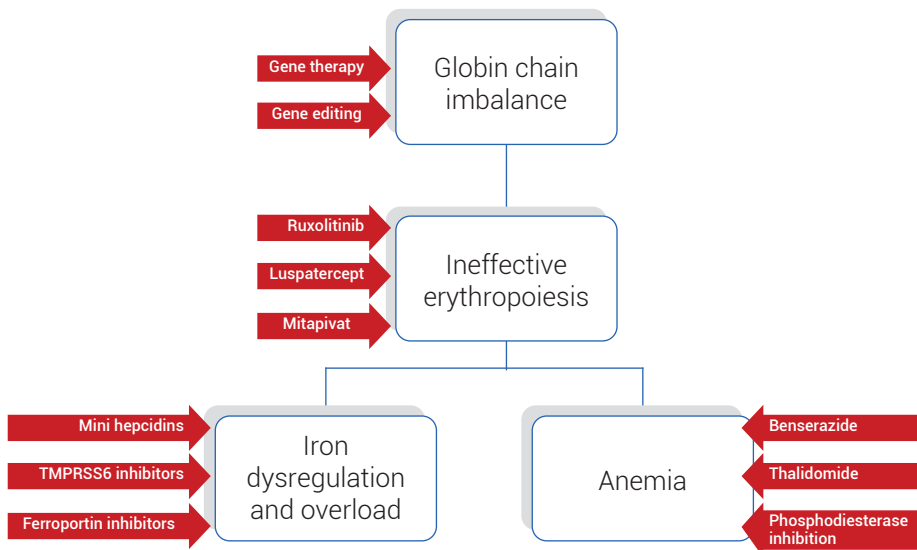 Gene therapy
Gene editing
Globin chain
imbalance
Ruxolitinib
Luspatercept
Mitapivat
Ineffective
erythropoiesis
Mini hepcidins
TMPRSS6 inhibitors
Ferroportin inhibitors
Iron
dysregulation
and overload
Anemia
Benserazide
Thalidomide
Phosphodiesterase
inhibition